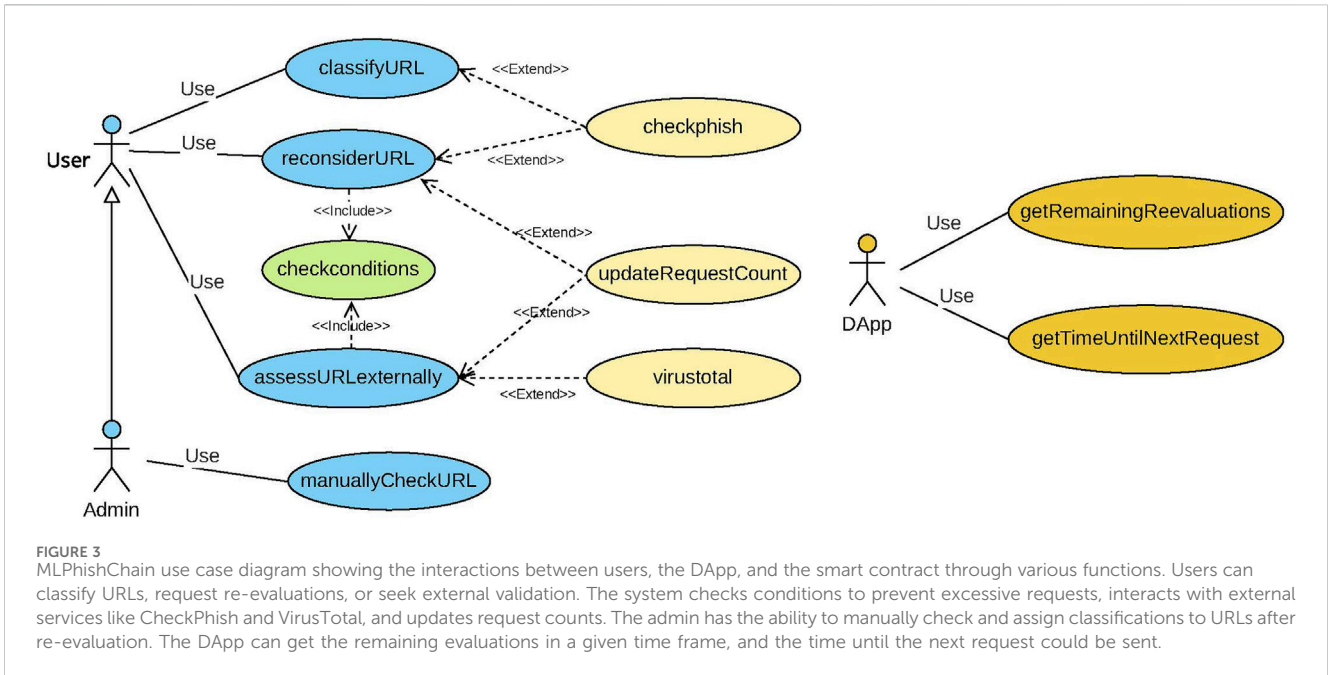 classifyURL
<<Extend>>
Use
checkphish
User
Use
reconsiderURL
<<Extend>>
<<Include>>
getRemainingReevaluations
Use
<<Extend>>
checkconditions
updateRequestCount
Use
DApp
Use
<<Include>>
<<Extend>>
getTimeUntilNextRequest
assessURLexternally
virustotal
<<Extend>>
Use
manuallyCheckURL
Admin
FIGURE 3
MLPhishChain use case diagram showing the interactions between users, the DApp, and the smart contract through various functions. Users can
classify URLs, request re-evaluations, or seek external validation. The system checks conditions to prevent excessive requests, interacts with external
services like CheckPhish and VirusTotal, and updates request counts. The admin has the ability to manually check and assign classifications to URLs after
re-evaluation. The DApp can get the remaining evaluations in a given time frame, and the time until the next request could be sent.